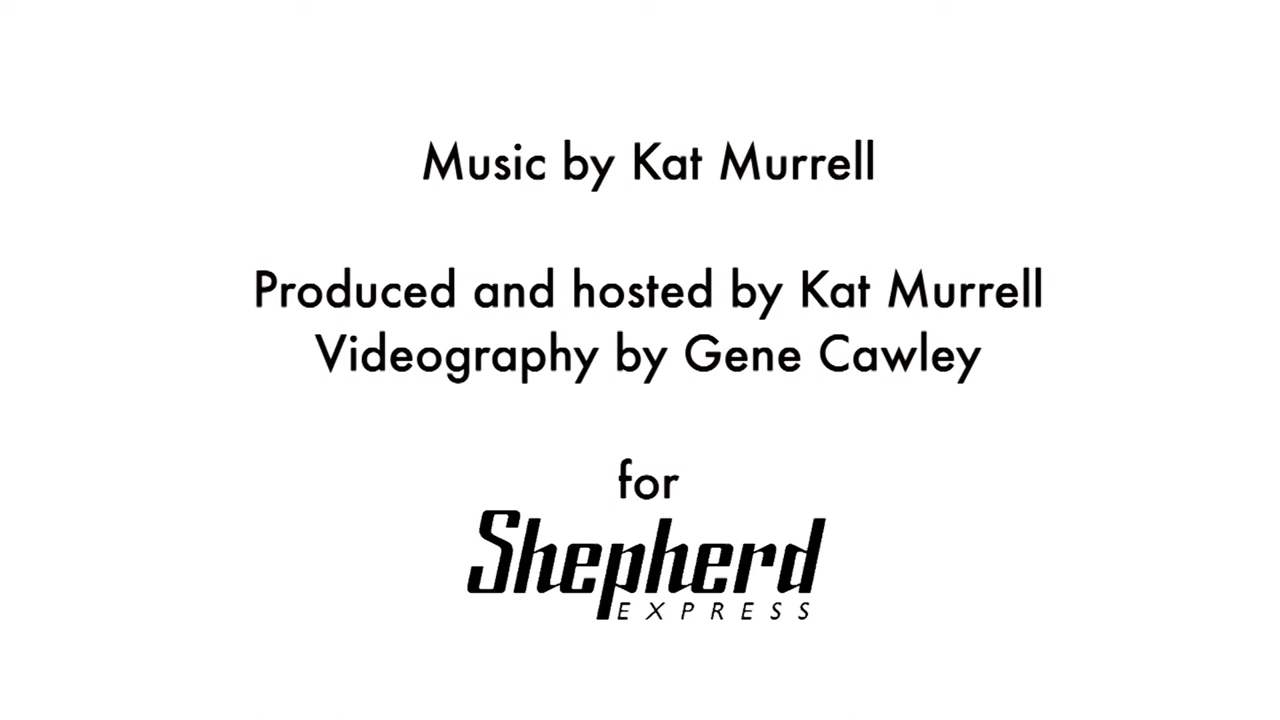 Music by Kat Murrell
Produced and hosted by Kat Murrell
Videography by Gene Cawley
for
Shepherd
EXPRESS